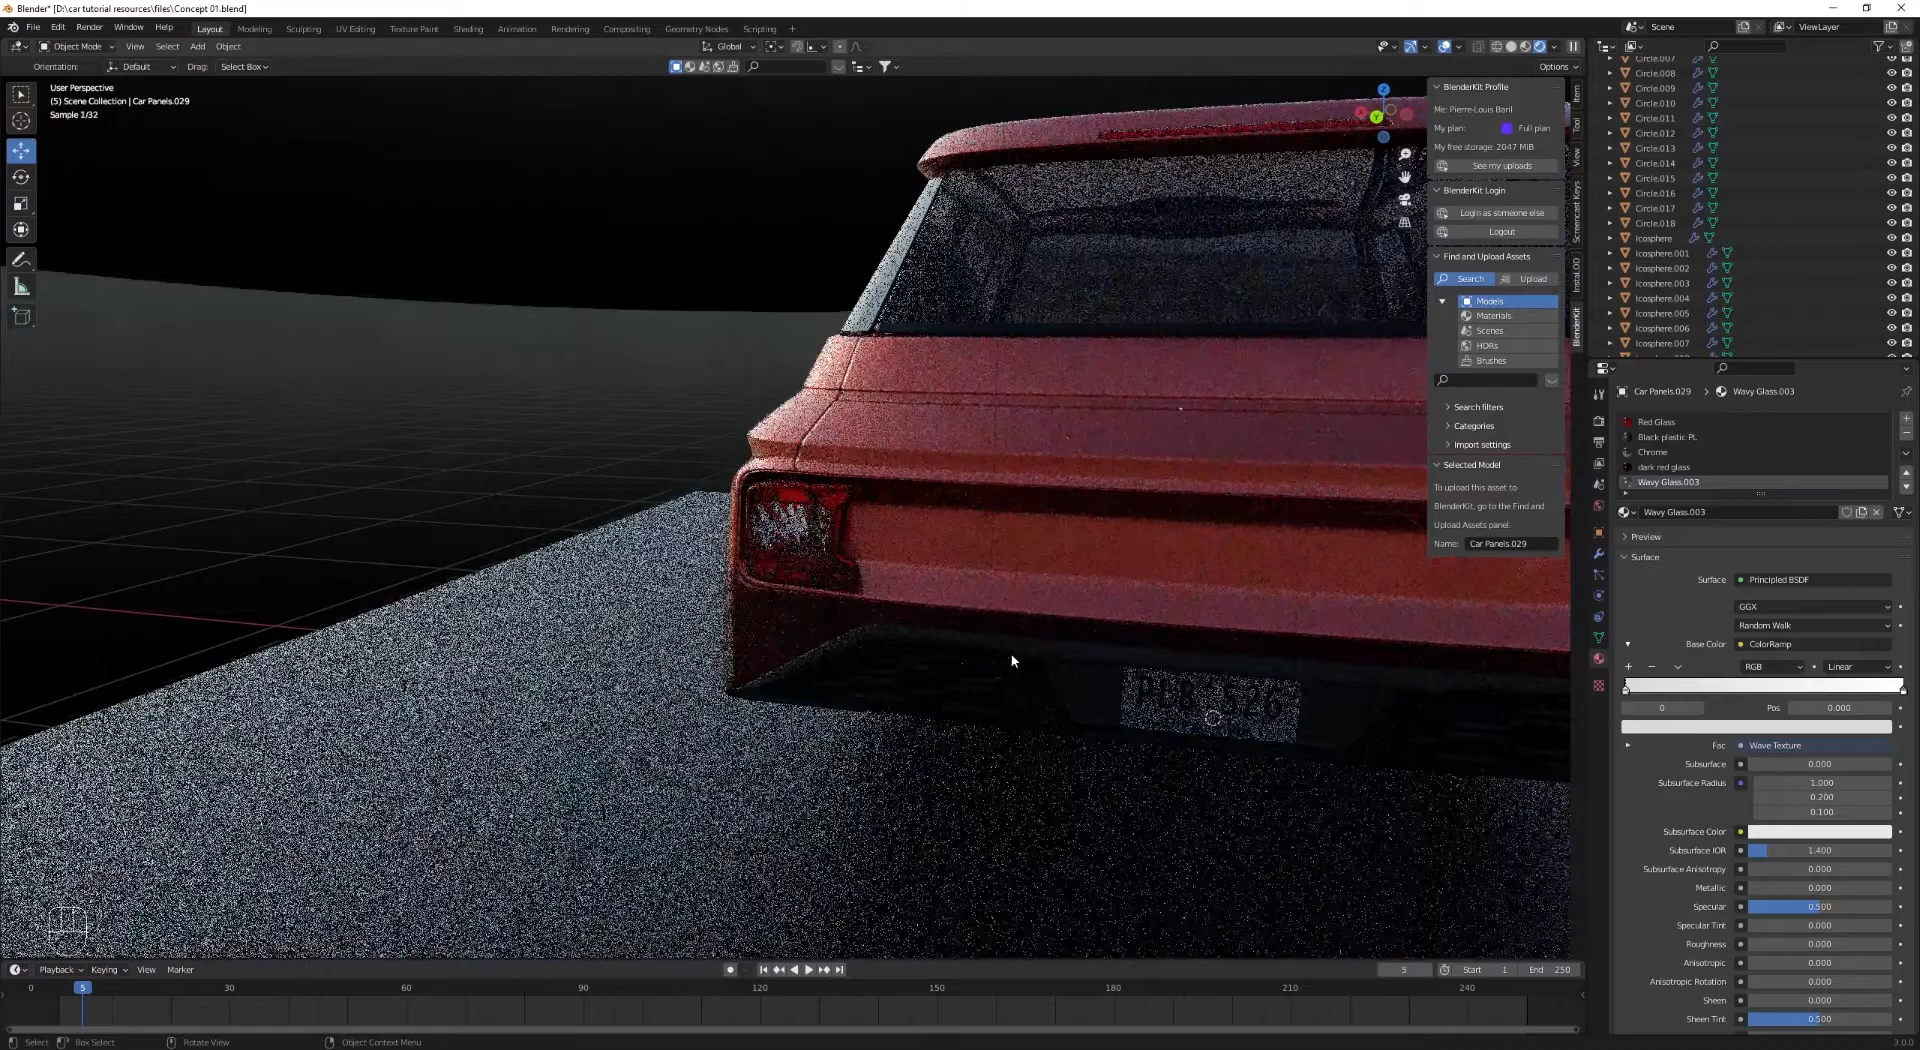 Blender* [D:\car tutorial resources\files\Concept 01.blend]
File Edit Render Window Help Layout Modeling Sculpting UV Editing Texture Paint Shading Animation Rendering Compositing Geometry Nodes Scripting + Scene ViewLayer
Object Mode View Select Add Object Global
Orientation: Default Drag: Select Box Options
User Perspective
(5) Scene Collection | Car Panels.029
Sample 1/32
Z
Y
BlenderKit Profile
Me: Pierre-Louis Baril
My plan: Full plan
My free storage: 2047 MiB
See my uploads
BlenderKit Login
Login as someone else
Logout
Find and Upload Assets
Search Upload
Models
Materials
Scenes
HDRs
Brushes
Search filters
Categories
Import settings
Selected Model
To upload this asset to
BlenderKit, go to the Find and
Upload Assets panel.
Name: Car Panels.029
Item
Tool
View
Screencast Keys
InstaLOD
BlenderKit
Circle.007
Circle.008
Circle.009
Circle.010
Circle.011
Circle.012
Circle.013
Circle.014
Circle.015
Circle.016
Circle.017
Circle.018
Icosphere
Icosphere.001
Icosphere.002
Icosphere.003
Icosphere.004
Icosphere.005
Icosphere.006
Icosphere.007
Car Panels.029 > Wavy Glass.003
Red Glass
Black plastic PL
Chrome
dark red glass
Wavy Glass.003
Wavy Glass.003
Preview
Surface
Surface Principled BSDF
GGX
Random Walk
Base Color ColorRamp
RGB Linear
0 Pos 0.000
Fac Wave Texture
Subsurface 0.000
Subsurface Radius 1.000
0.200
0.100
Subsurface Color
Subsurface IOR 1.400
Subsurface Anisotropy 0.000
Metallic 0.000
Specular 0.500
Specular Tint 0.000
Roughness 0.000
Anisotropic 0.000
Anisotropic Rotation 0.000
Sheen 0.000
Sheen Tint 0.500
Playback Keying View Marker 5 Start 1 End 250
0 5 30 60 90 120 150 180 210 240
Select Box Select Rotate View Object Context Menu 3.0.0